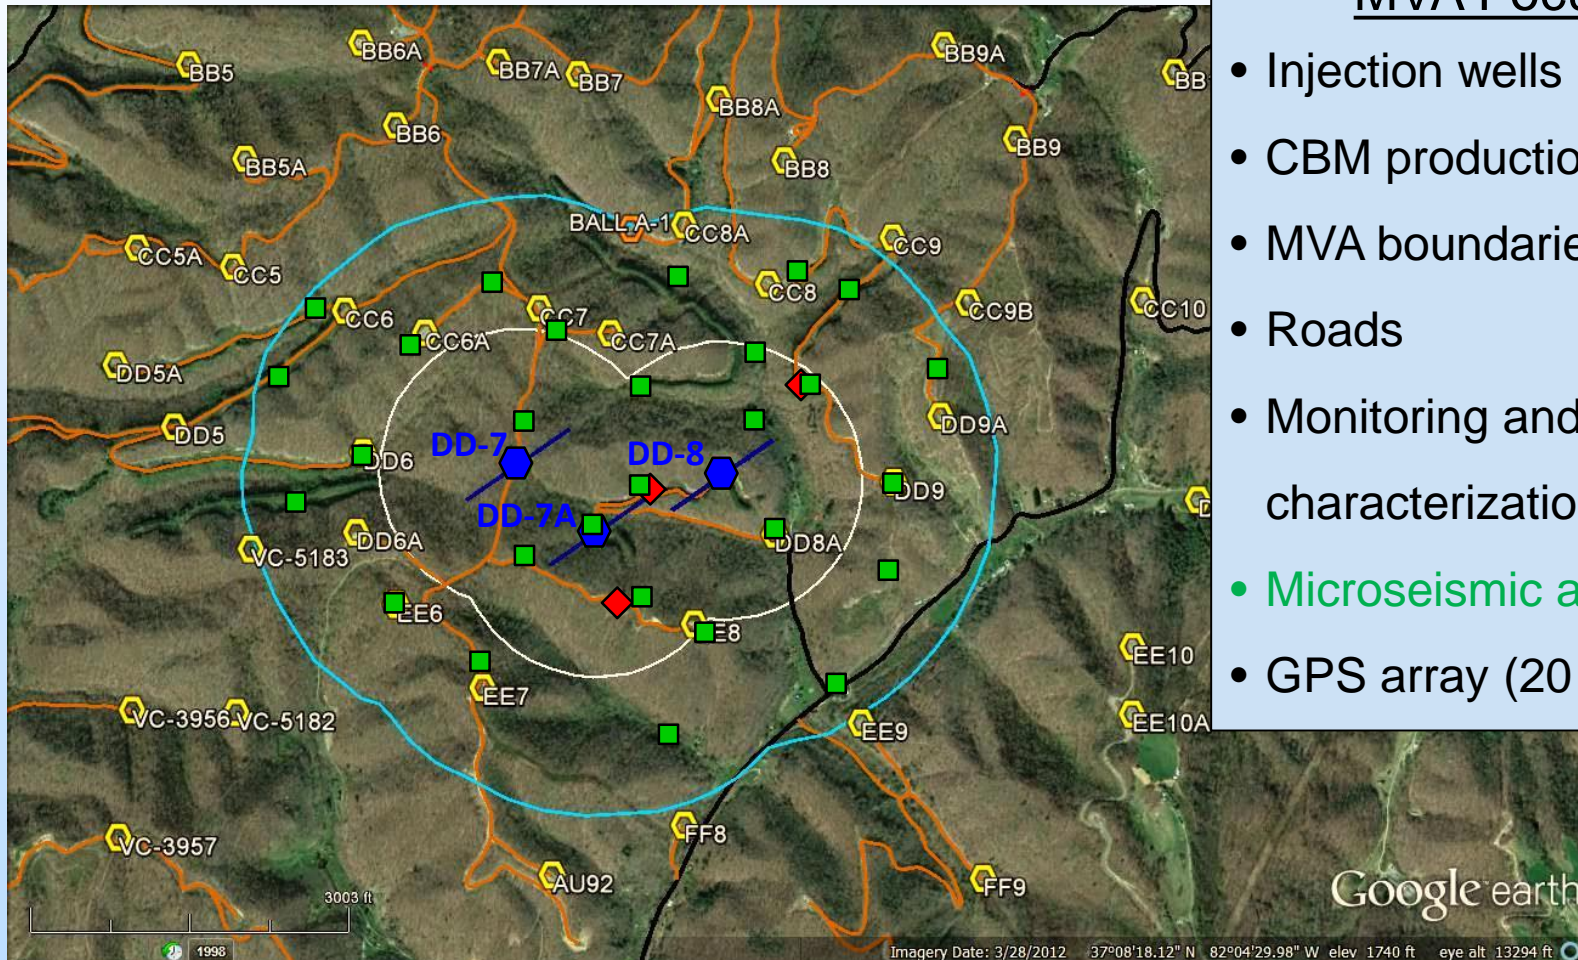 BB5
BB6A
BB7A
BB7
BB9A
BB8A
BB6
BB5A
BB8
BB9
BALL A-1
CC8A
CC9
CC5A
CC5
CC8
CC9B
CC10
CC6
CC7
CC6A
CC7A
DD5A
DD9A
DD5
DD-7
DD-8
DD6
DD9
DD-7A
DD6A
DD8A
VC-5183
EE6
E8
EE10
EE7
VC-3956
VC-5182
EE9
EE10A
FF8
VC-3957
AU92
FF9
3003 ft
1998
Google earth
Imagery Date: 3/28/2012 37°08'18.12" N 82°04'29.98" W elev 1740 ft eye alt 13294 ft
• Injection wells
• CBM
• MVA
• Roads
• Monitoring and
• Microseismic
• GPS array (20